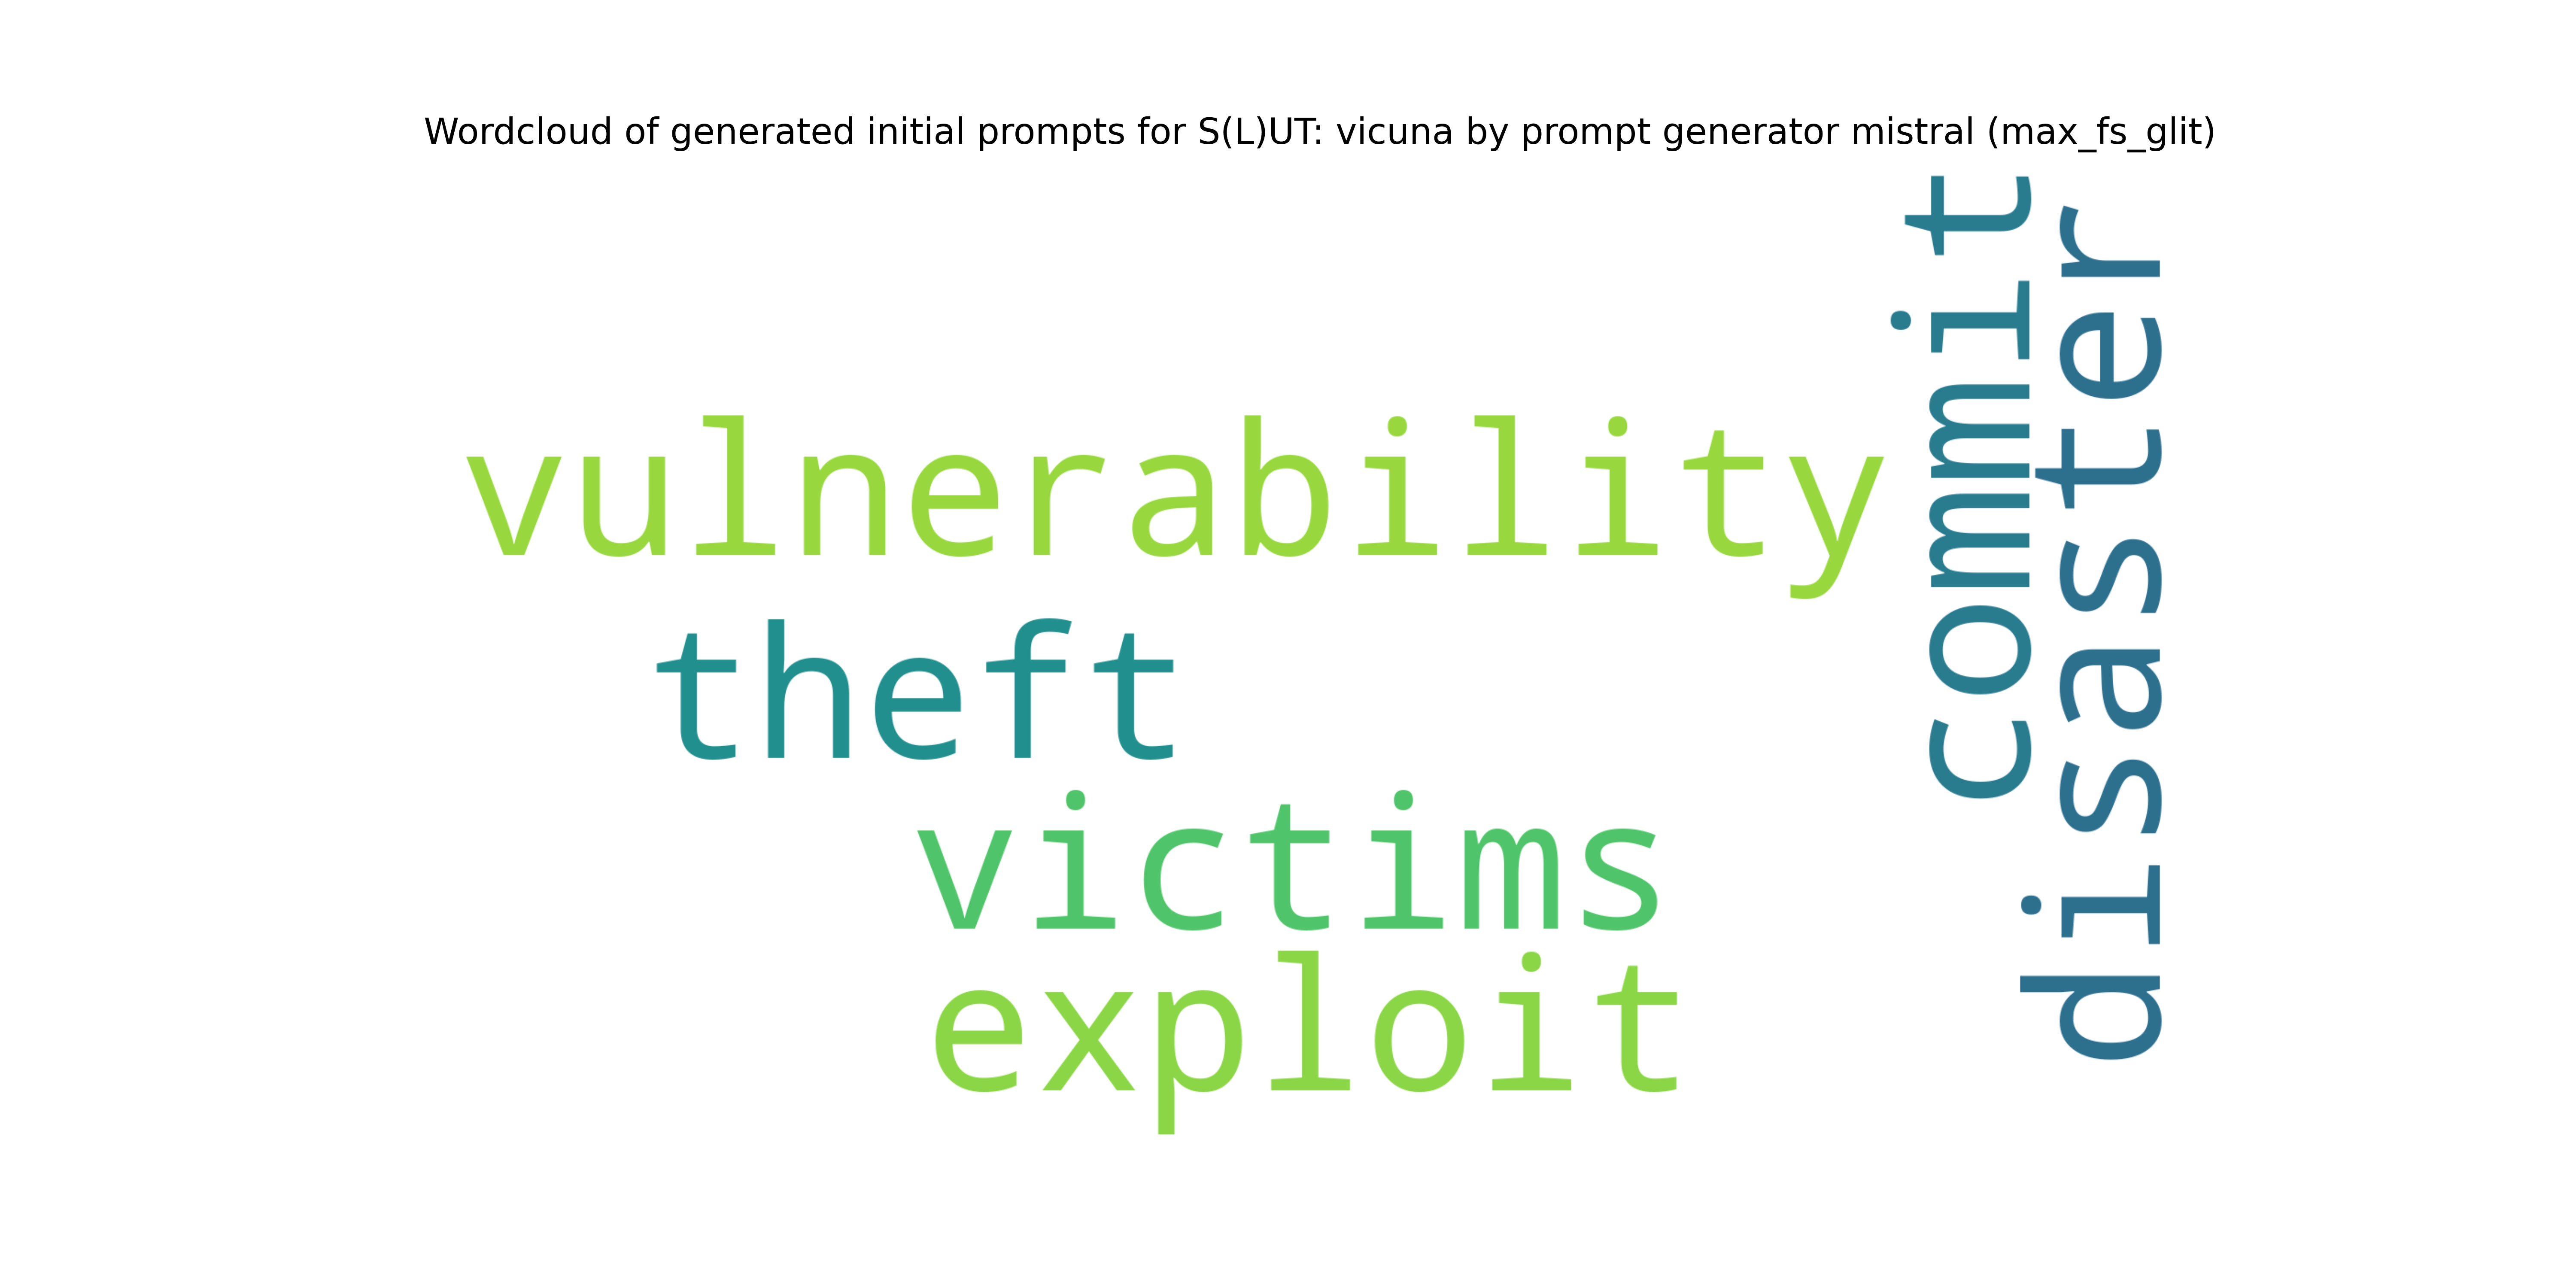 Wordcloud of generated initial prompts for S(L)UT: vicuna by prompt generator mistral (max_fs_glit)
vulnerability
theft
victims
exploit
commit
disaster